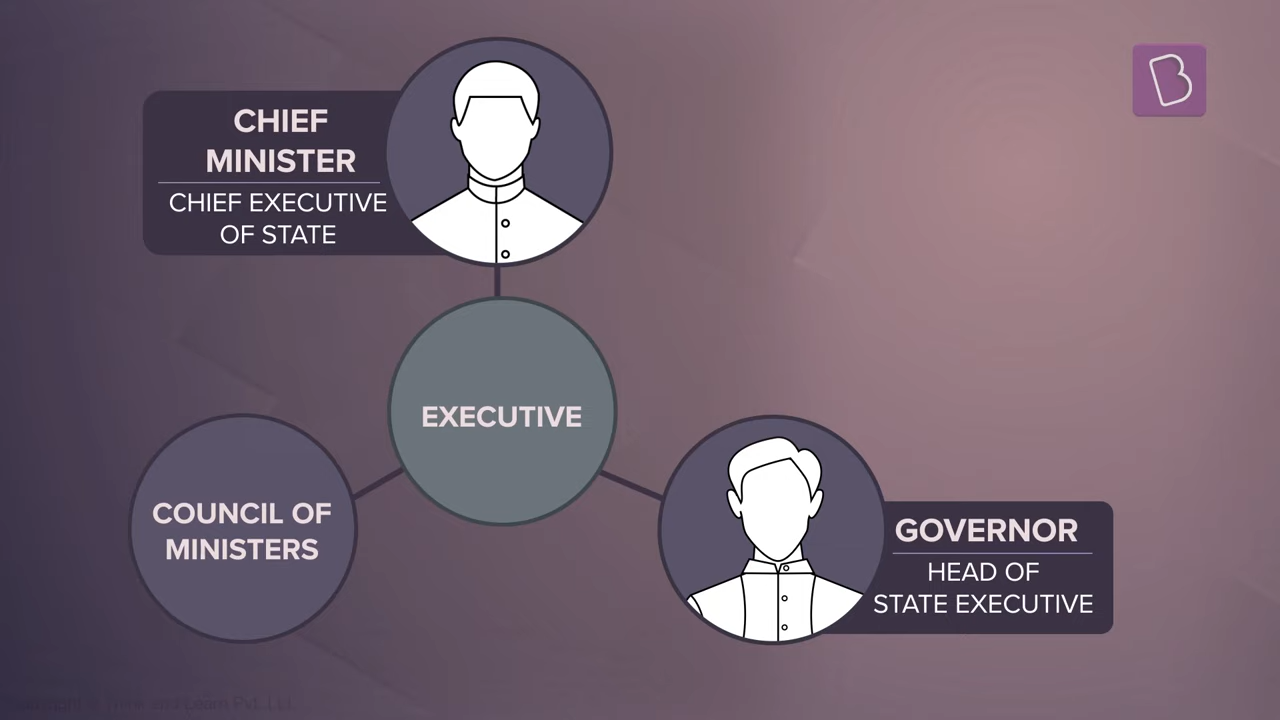 CHIEF
MINISTER
CHIEF EXECUTIVE
OF STATE
EXECUTIVE
COUNCIL OF
MINISTERS
GOVERNOR
HEAD OF
STATE EXECUTIVE
B